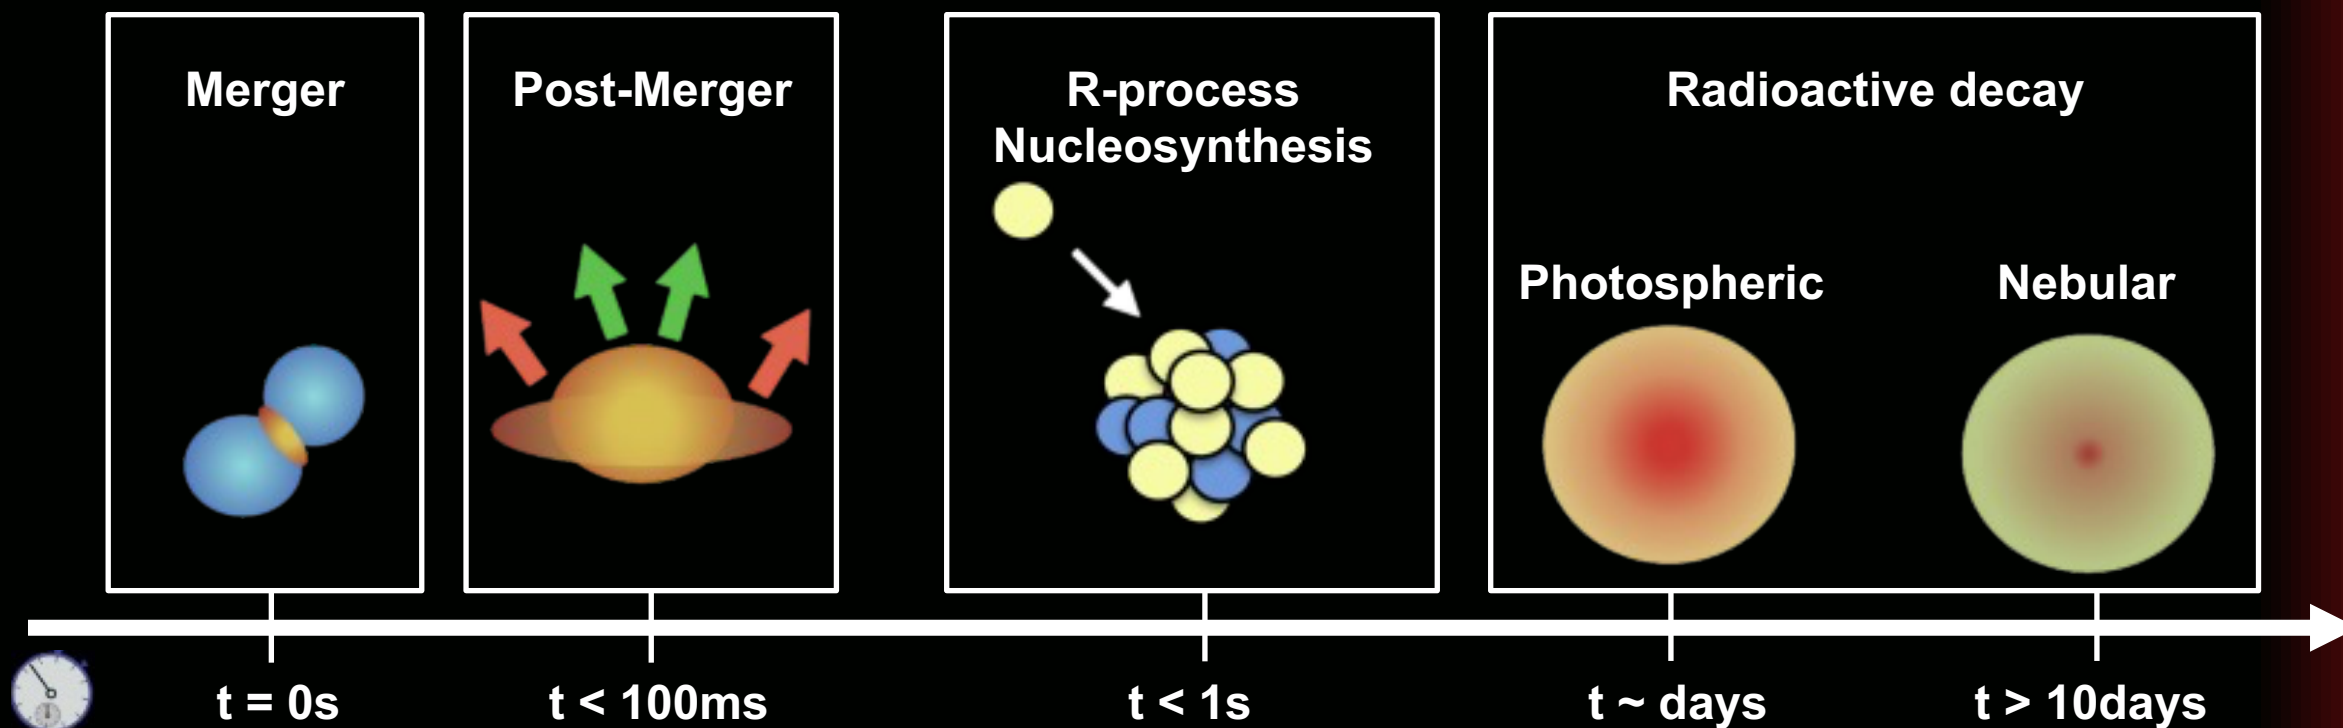 Merger
Post-Merger
R-process
Nucleosynthesis
Radioactive decay
Photospheric
Nebular
t = 0s
t < 100ms
t < 1s
t ~ days
t > 10days